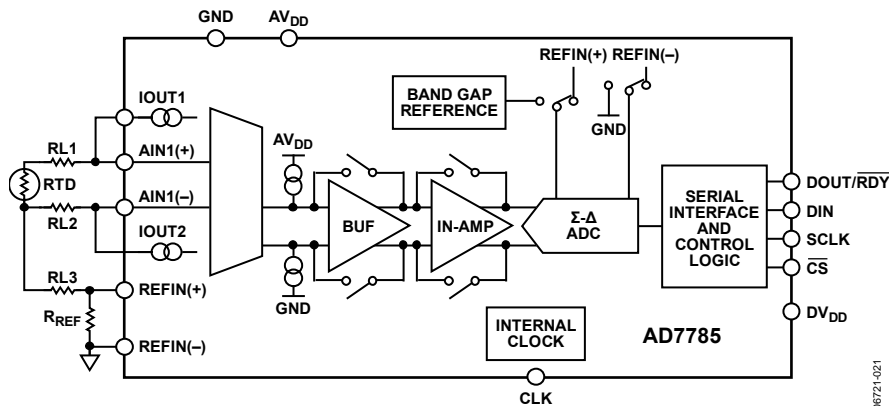 GND
AVDD
IOUT1
REFIN(+) REFIN(–)
BAND GAP
REFERENCE
GND
RL1
AIN1(+)
AVDD
RTD
AIN1(–)
RL2
IOUT2
BUF
IN-AMP
Σ-Δ
ADC
SERIAL
INTERFACE
AND
CONTROL
LOGIC
DOUT/RDY
DIN
SCLK
CS
RL3
REFIN(+)
GND
RREF
REFIN(–)
INTERNAL
CLOCK
AD7785
DVDD
CLK
06721-021